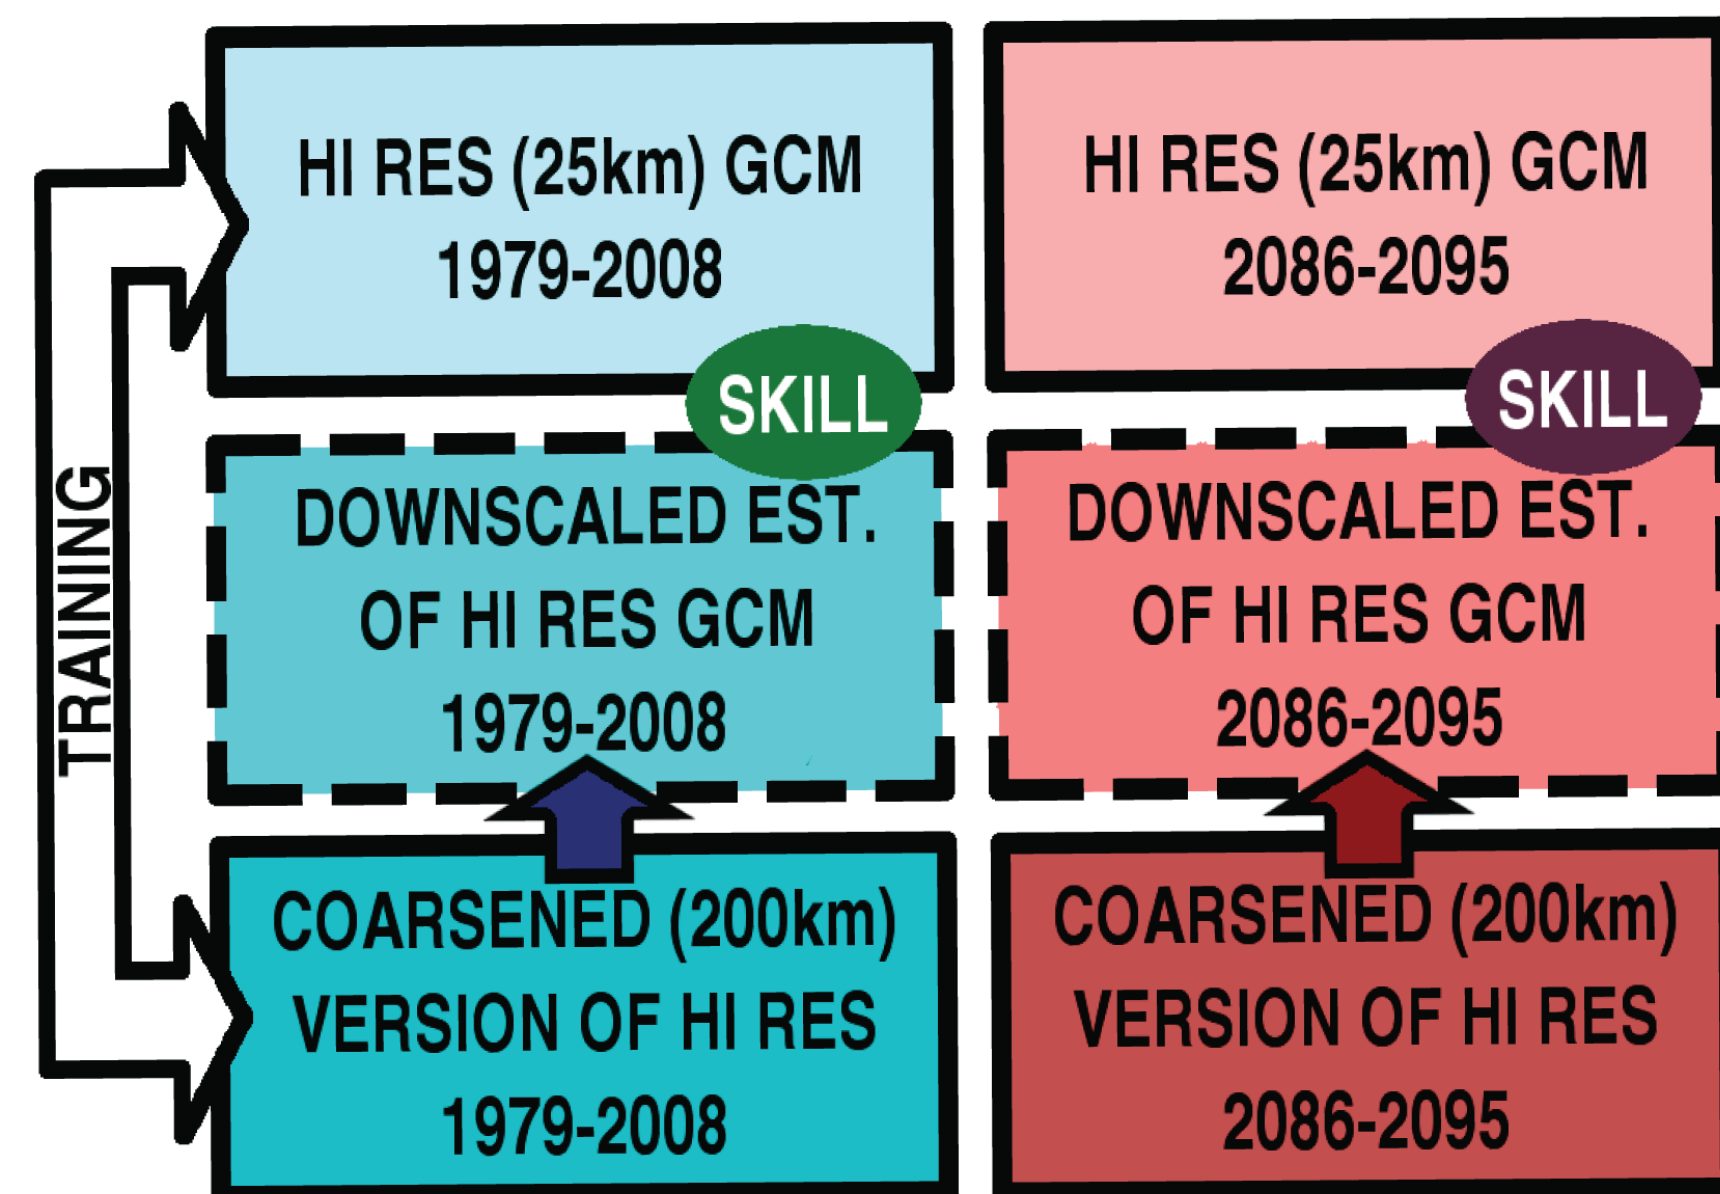 HI RES (25km) GCM
1979-2008
SKILL
DOWNSCALED EST.
OF HI RES GCM
1979-2008
COARSENED (200km)
VERSION OF HI RES
1979-2008
TRAINING
HI RES (25km) GCM
2086-2095
SKILL
DOWNSCALED EST.
OF HI RES GCM
2086-2095
COARSENED (200km)
VERSION OF HI RES
2086-2095